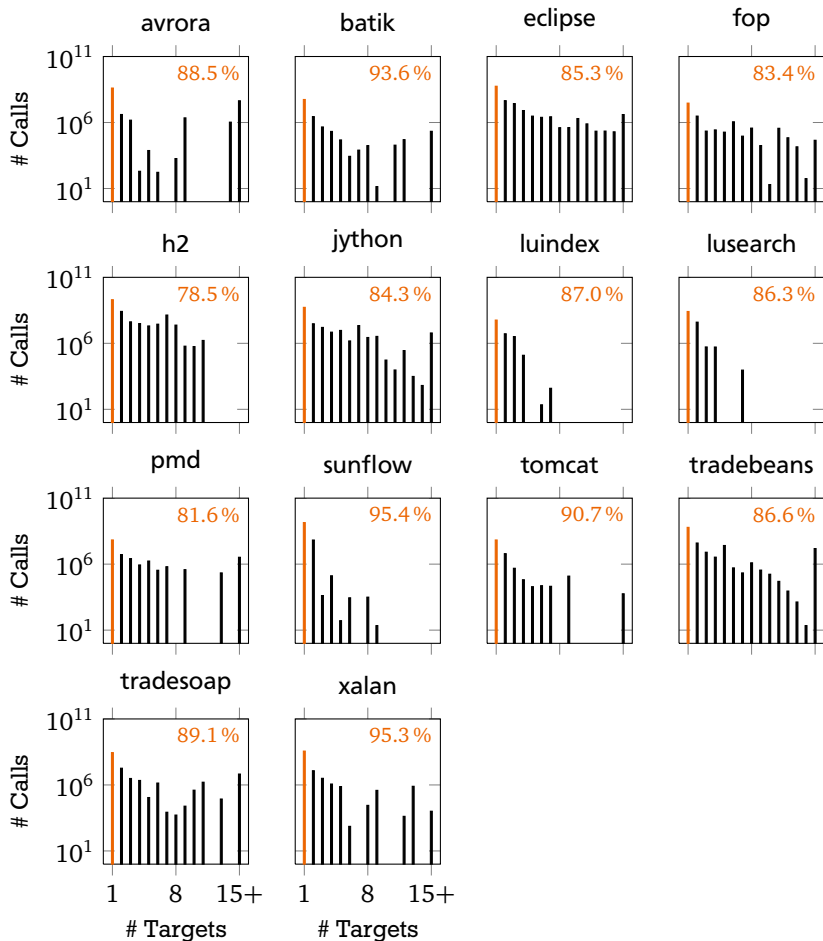 avrora batik eclipse fop
10^11 88.5 % 93.6 % 85.3 % 83.4 %
# Calls
10^6
10^1
h2 jython luindex lusearch
10^11 78.5 % 84.3 % 87.0 % 86.3 %
# Calls
10^6
10^1
pmd sunflow tomcat tradebeans
10^11 81.6 % 95.4 % 90.7 % 86.6 %
# Calls
10^6
10^1
tradesoap xalan
10^11 89.1 % 95.3 %
# Calls
10^6
10^1
1 8 15+ 1 8 15+
# Targets # Targets